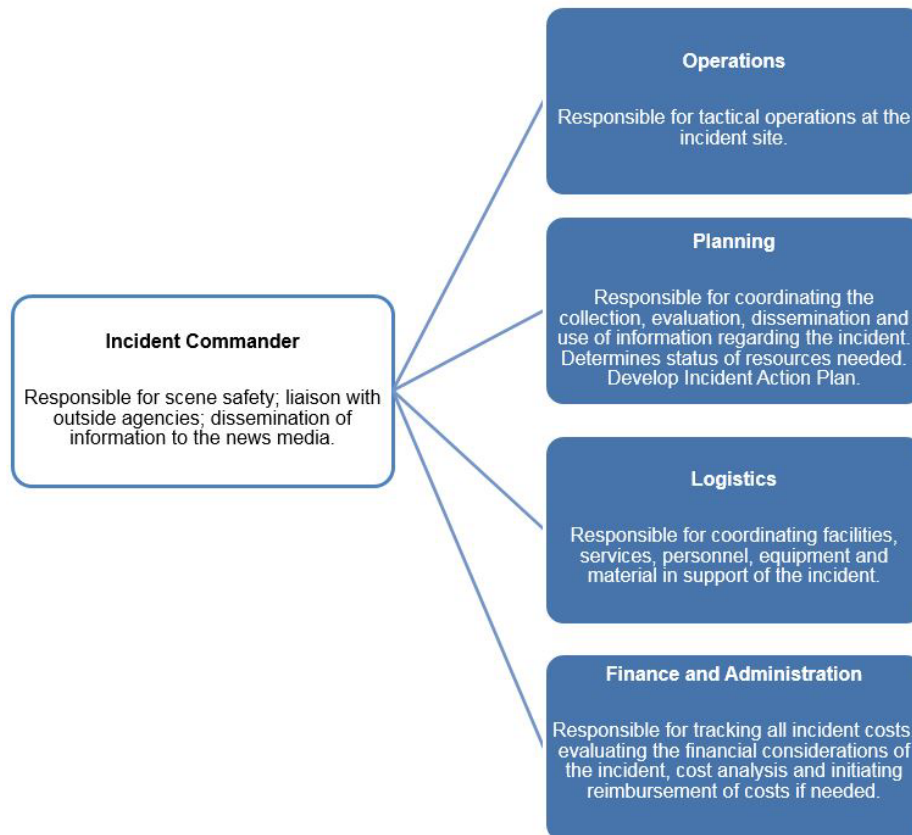 Operations
Responsible for tactical operations at the
incident site.
Planning
Responsible for coordinating the
collection, evaluation, dissemination and
use of information regarding the incident.
Determines status of resources needed.
Develop Incident Action Plan.
Incident Commander
Responsible for scene safety; liaison with
outside agencies; dissemination of
information to the news media.
Logistics
Responsible for coordinating facilities,
services, personnel, equipment and
material in support of the incident.
Finance and Administration
Responsible for tracking all incident costs
evaluating the financial considerations of
the incident, cost analysis and initiating
reimbursement of costs if needed.